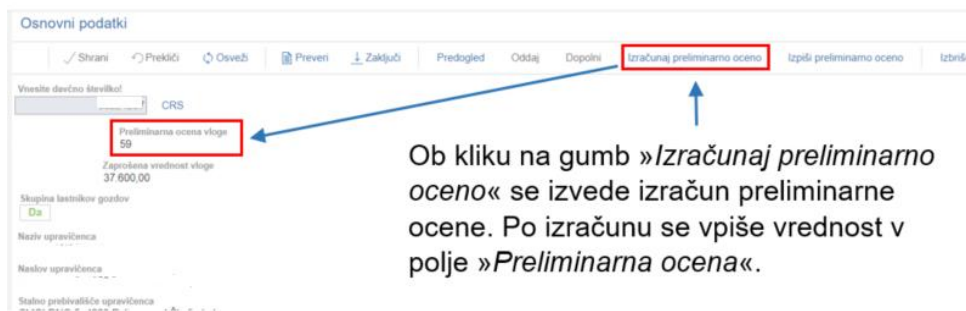 Osnovni podatki
Shrani Prekliči Osveži Preveri Zaključi Predogled Oddaj Dopolni Izračunaj preliminarno oceno Izpiši preliminarno oceno
Vnesite davčno številko!
CRS
Preliminarna ocena vloge
59
Zaprošena vrednost vloge
37.600,00
Skupina lastnikov gozdov
Da
Naziv upravičenca
Naslov upravičenca
Stalno prebivališče upravičenca
Ob kliku na gumb »Izračunaj preliminarno
oceno« se izvede izračun preliminarne
ocene. Po izračunu se vpiše vrednost v
polje »Preliminarna ocena«.